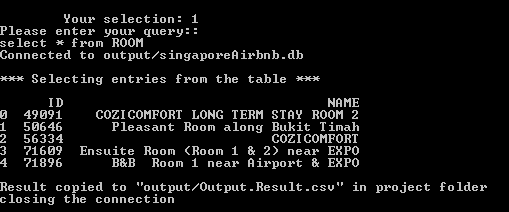 Your selection: 1
Please enter your query::
select * from ROOM
Connected to output/singaporeAirbnb.db
*** Selecting entries from the table ***
ID NAME
0 49091 COZICOMFORT LONG TERM STAY ROOM 2
1 50646 Pleasant Room along Bukit Timah
2 56334 COZICOMFORT
3 71609 Ensuite Room (Room 1 & 2) near EXPO
4 71896 B&B Room 1 near Airport & EXPO
Result copied to "output/Output.Result.csv" in project folder
closing the connection